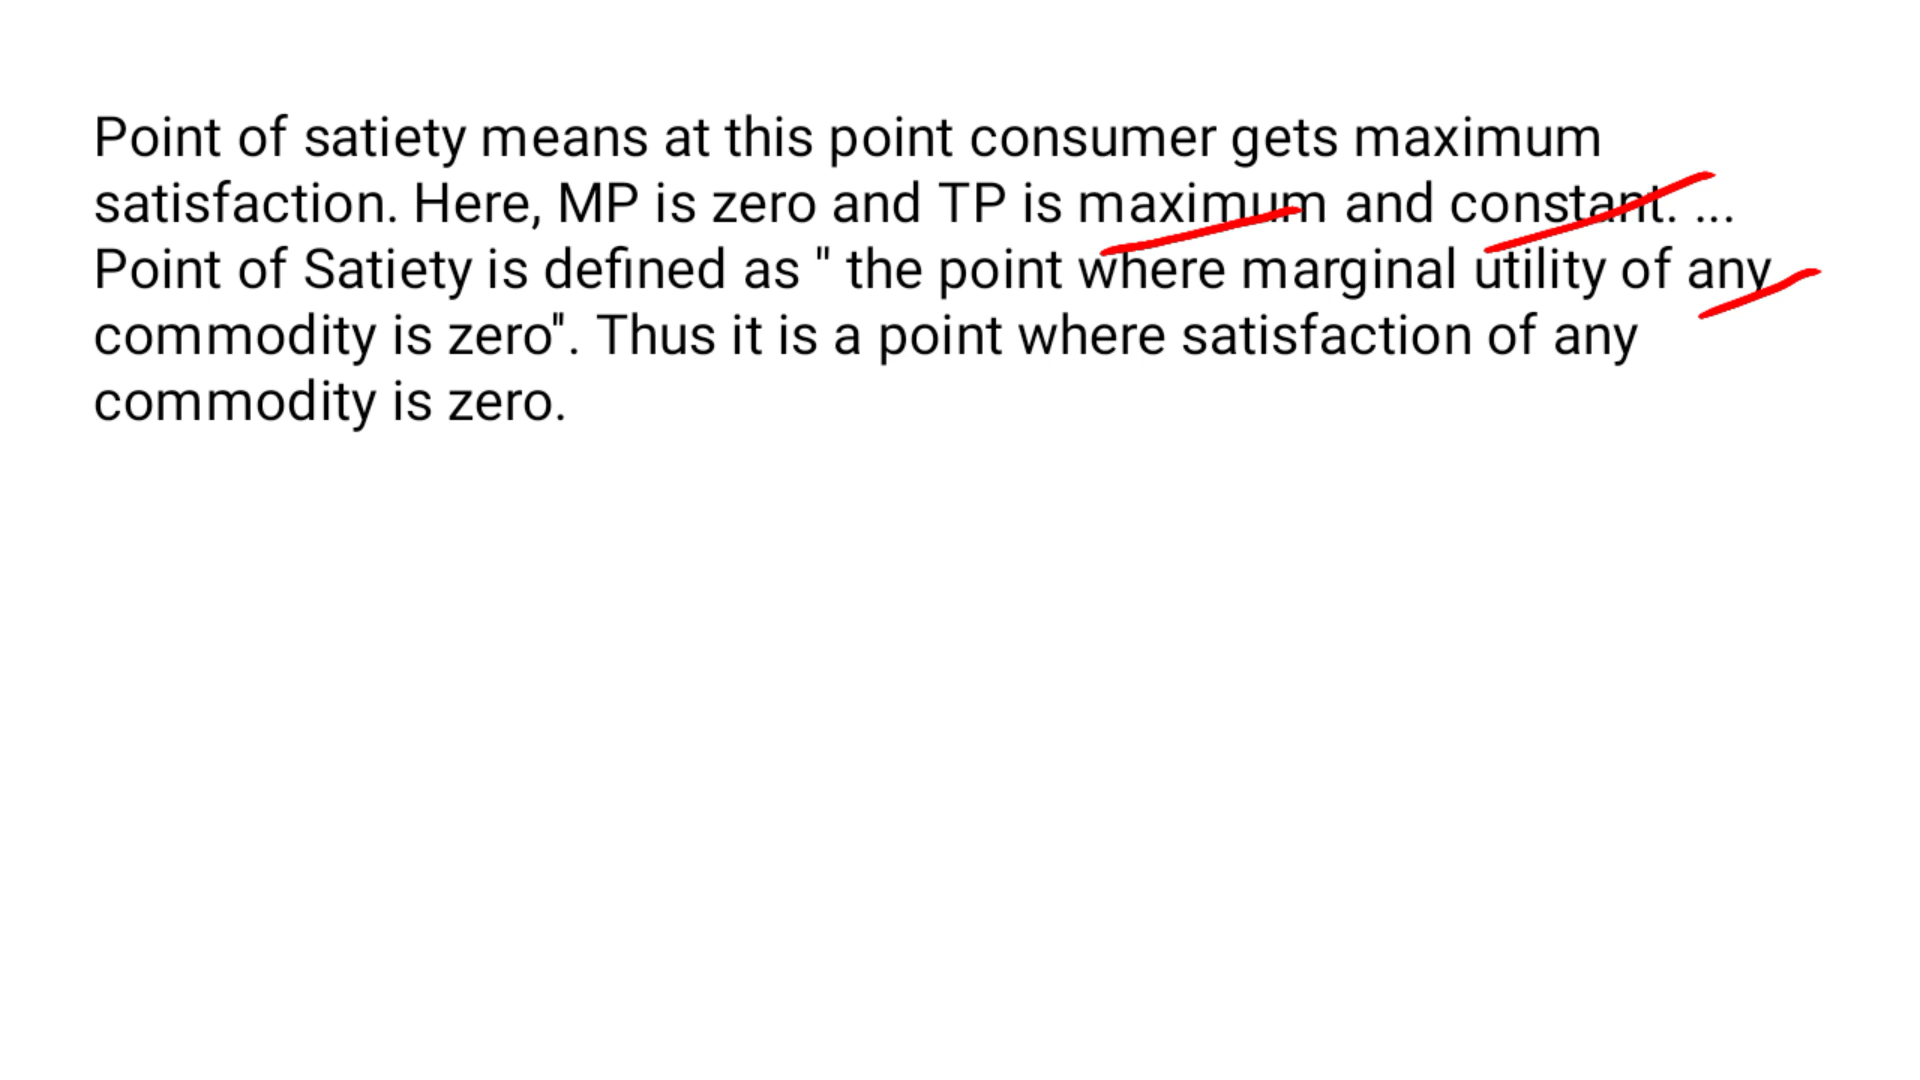 Point of satiety means at this point consumer gets maximum
satisfaction. Here, MP is zero and TP is maximum and constant. ...
Point of Satiety is defined as " the point where marginal utility of any
commodity is zero". Thus it is a point where satisfaction of any
commodity is zero.